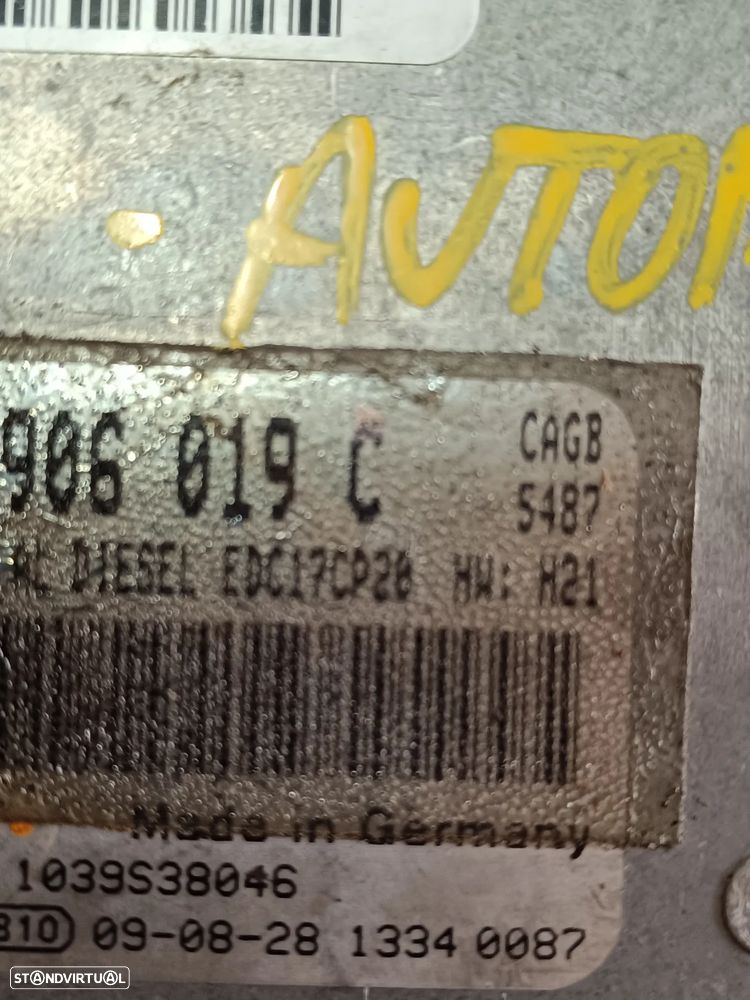 AUTOM
906 019 C
CAGB
5487
DIESEL EDC17CP20 HW: H21
Made in Germany
1039S38046
810 09-08-28 1334 0087
STANDVIRTUAL